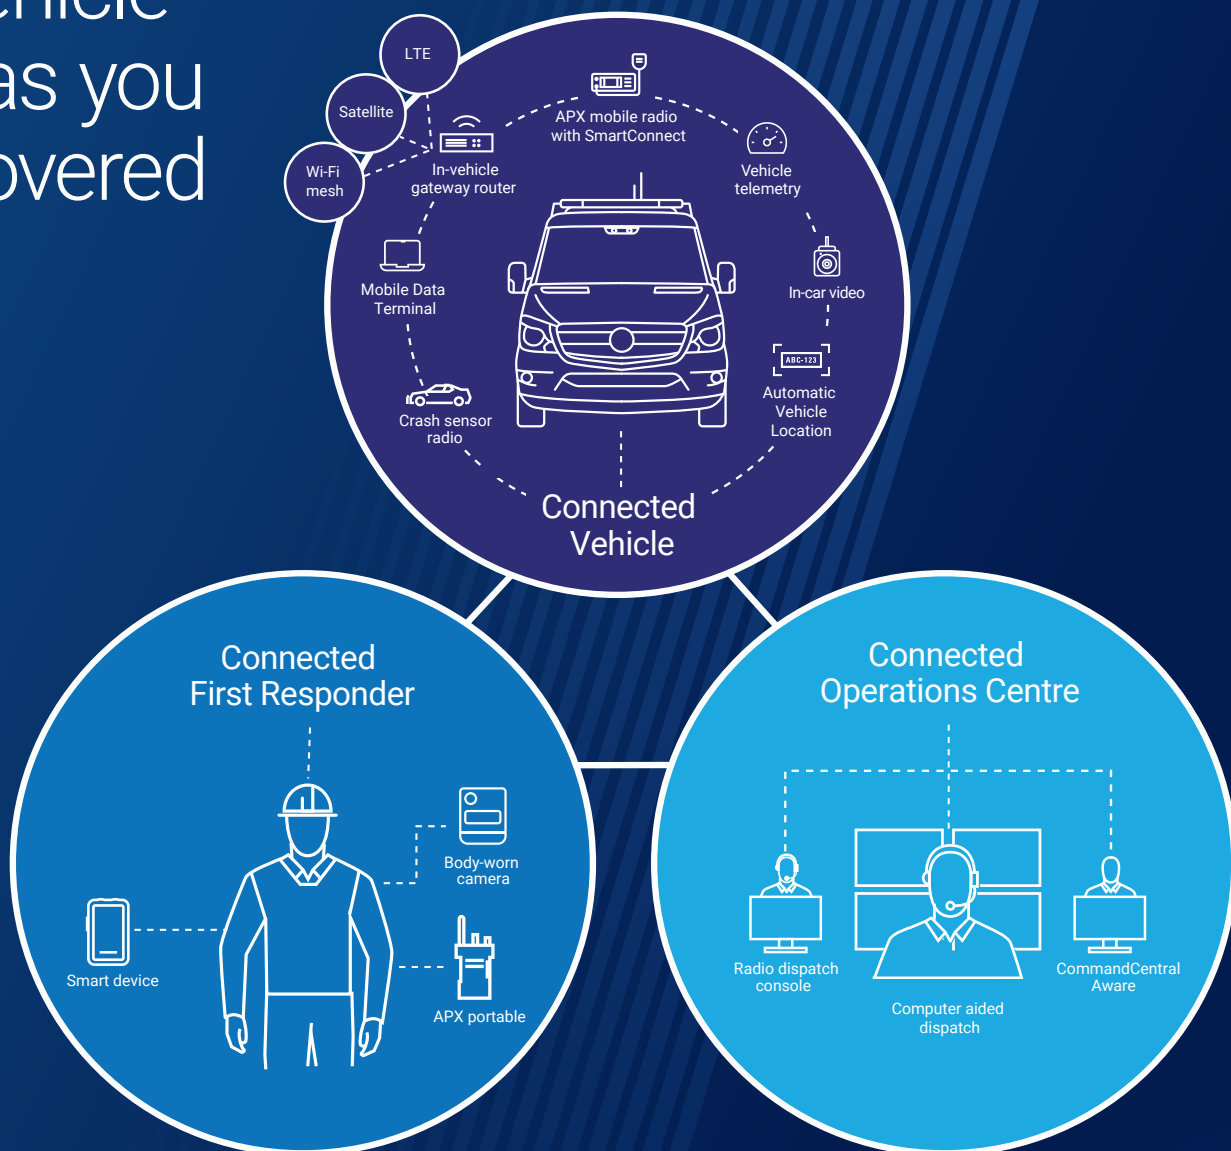 ehicle
as you
overed
LTE
Satellite
Wi-Fi
mesh
APX mobile radio
with SmartConnect
In-vehicle
gateway router
Vehicle
telemetry
Mobile Data
Terminal
In-car video
ABC-123
Automatic
Vehicle
Location
Crash sensor
radio
Connected
Vehicle
Connected
First Responder
Body-worn
camera
Smart device
APX portable
Connected
Operations Centre
Radio dispatch
console
Computer aided
dispatch
CommandCentral
Aware